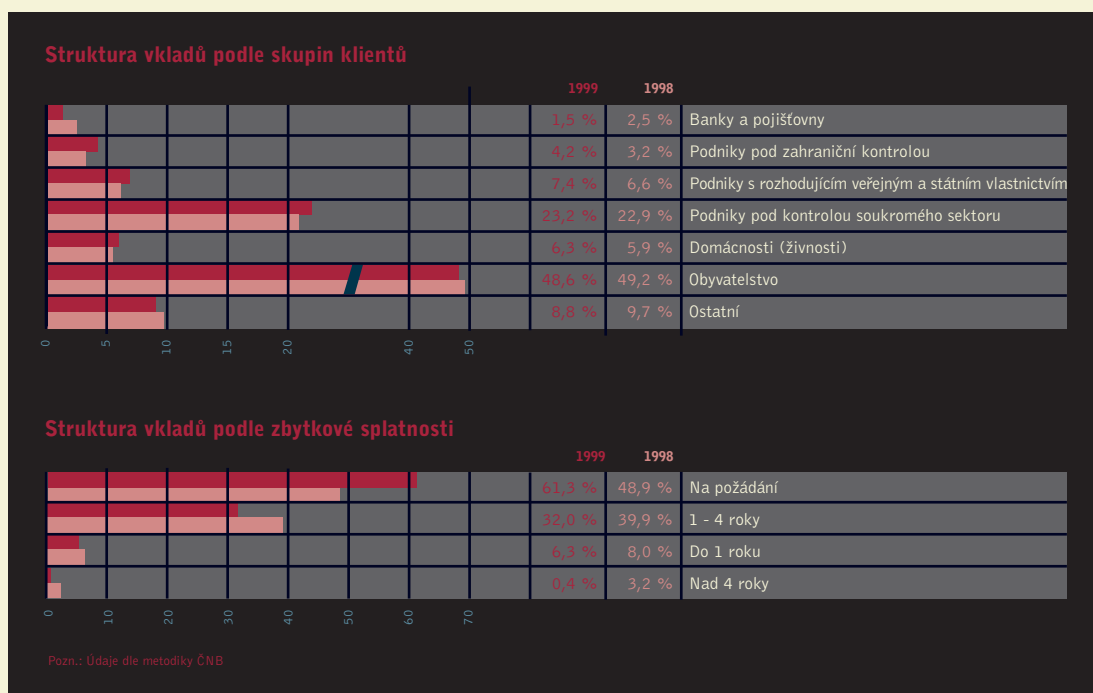 Struktura vkladů podle skupin klientů
1999 1998
1,5 % 2,5 % Banky a pojišťovny
4,2 % 3,2 % Podniky pod zahraniční kontrolou
7,4 % 6,6 % Podniky s rozhodujícím veřejným a státním vlastnictvím
23,2 % 22,9 % Podniky pod kontrolou soukromého sektoru
6,3 % 5,9 % Domácnosti (živnosti)
48,6 % 49,2 % Obyvatelstvo
8,8 % 9,7 % Ostatní
0 5 10 15 20 40 50
Struktura vkladů podle zbytkové splatnosti
1999 1998
61,3 % 48,9 % Na požádání
32,0 % 39,9 % 1 - 4 roky
6,3 % 8,0 % Do 1 roku
0,4 % 3,2 % Nad 4 roky
0 10 20 30 40 50 60 70
Pozn.: Údaje dle metodiky ČNB